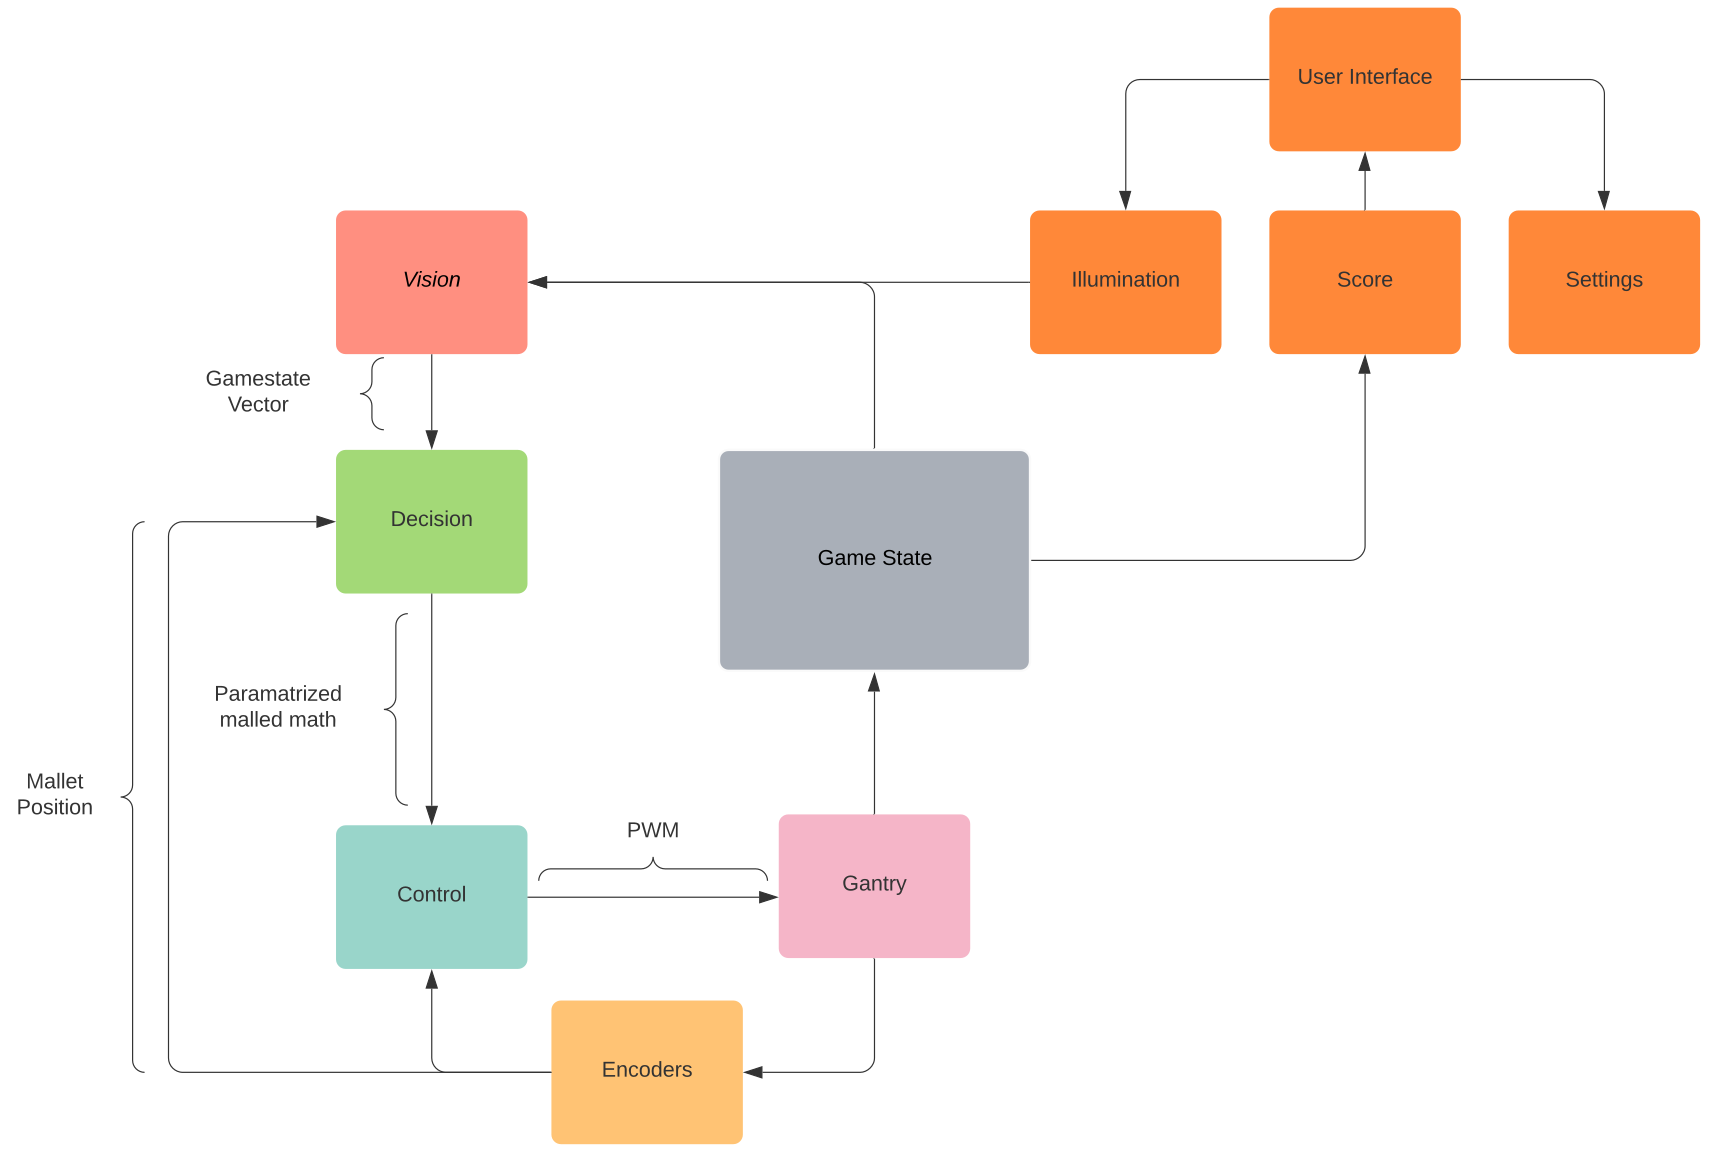 User Interface
Vision
Illumination
Score
Settings
Gamestate
Vector
Decision
Game State
Paramatrized
malled math
Mallet
Position
PWM
Control
Gantry
Encoders